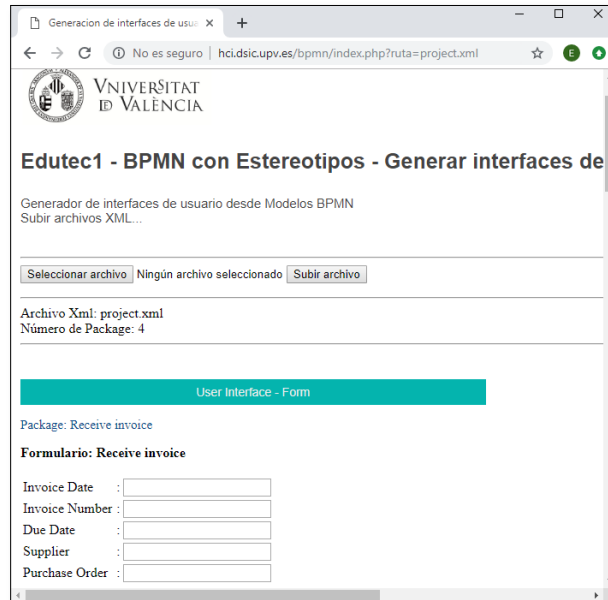 Generacion de interfaces de usua
No es seguro | hci.dsic.upv.es/bpmn/index.php?ruta=project.xml
E
VNIVERSITAT
ID VALÈNCIA
Edutec1 - BPMN con Estereotipos - Generar interfaces de
Generador de interfaces de usuario desde Modelos BPMN
Subir archivos XML...
Seleccionar archivo Ningún archivo seleccionado Subir archivo
Archivo Xml: project.xml
Número de Package: 4
User Interface - Form
Package: Receive invoice
Formulario: Receive invoice
Invoice Date :
Invoice Number :
Due Date :
Supplier :
Purchase Order :